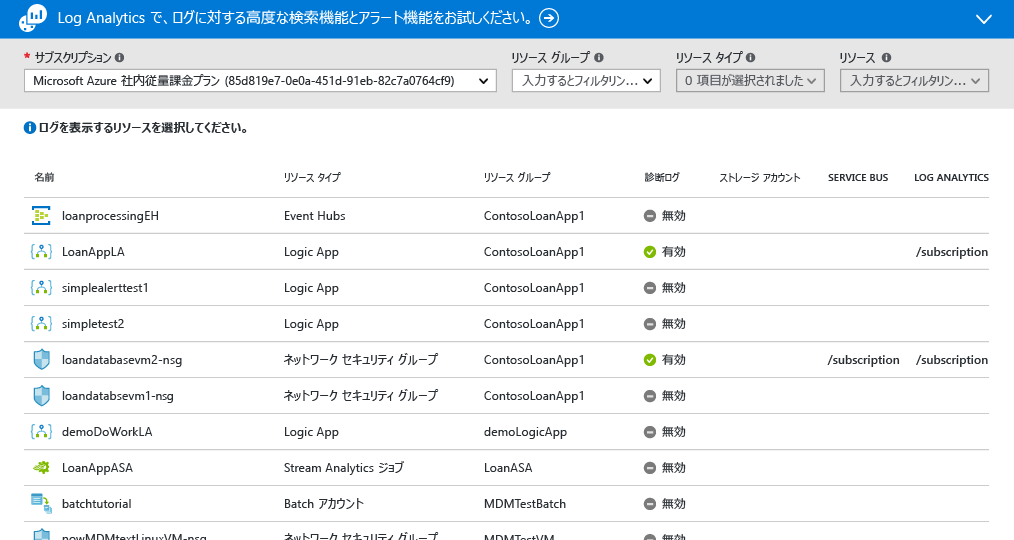 Log Analytics で、ログに対する高度な検索機能とアラート機能をお試しください。
* サブスクリプション リソース グループ リソース タイプ リソース
Microsoft Azure 社内従量課金プラン (85d819e7-0e0a-451d-91eb-82c7a0764cf9) 入力するとフィルタリン... 0 項目が選択されました 入力するとフィルタリン...
ログを表示するリソースを選択してください。
名前 リソース タイプ リソース グループ 診断ログ ストレージ アカウント SERVICE BUS LOG ANALYTICS
loanprocessingEH Event Hubs ContosoLoanApp1 無効
LoanAppLA Logic App ContosoLoanApp1 有効 /subscription
simplealerttest1 Logic App ContosoLoanApp1 無効
simpletest2 Logic App ContosoLoanApp1 無効
loandatabasevm2-nsg ネットワーク セキュリティ グループ ContosoLoanApp1 有効 /subscription /subscription
loandatabsevm1-nsg ネットワーク セキュリティ グループ ContosoLoanApp1 無効
demoDoWorkLA Logic App demoLogicApp 無効
LoanAppASA Stream Analytics ジョブ LoanASA 無効
batchtutorial Batch アカウント MDMTestBatch 無効
nowMDMtextLinuxVM-nsg ネットワーク セキュリティ グループ MDMTestVM 無効